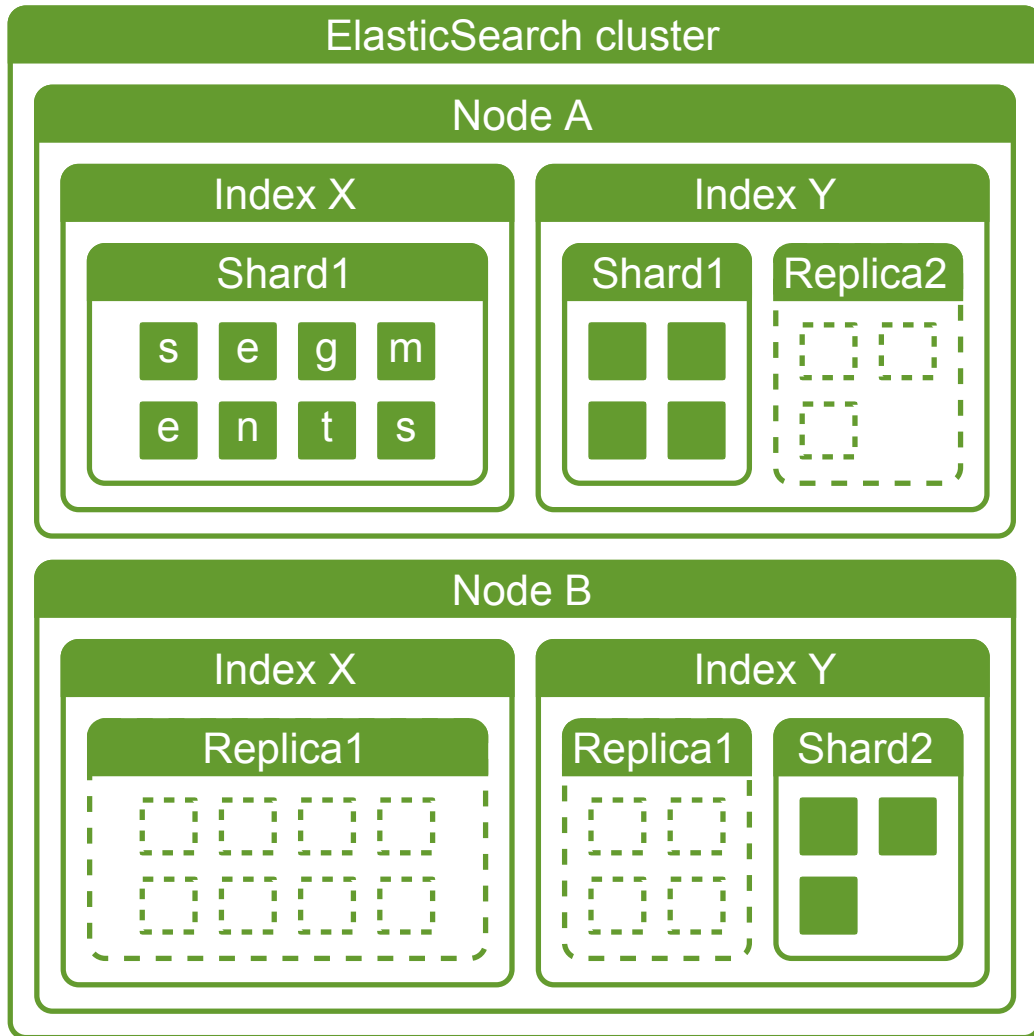 ElasticSearch cluster
Node A
Index X
Shard1
s e g m
e n t s
Index Y
Shard1
Replica2
Node B
Index X
Replica1
Index Y
Replica1
Shard2